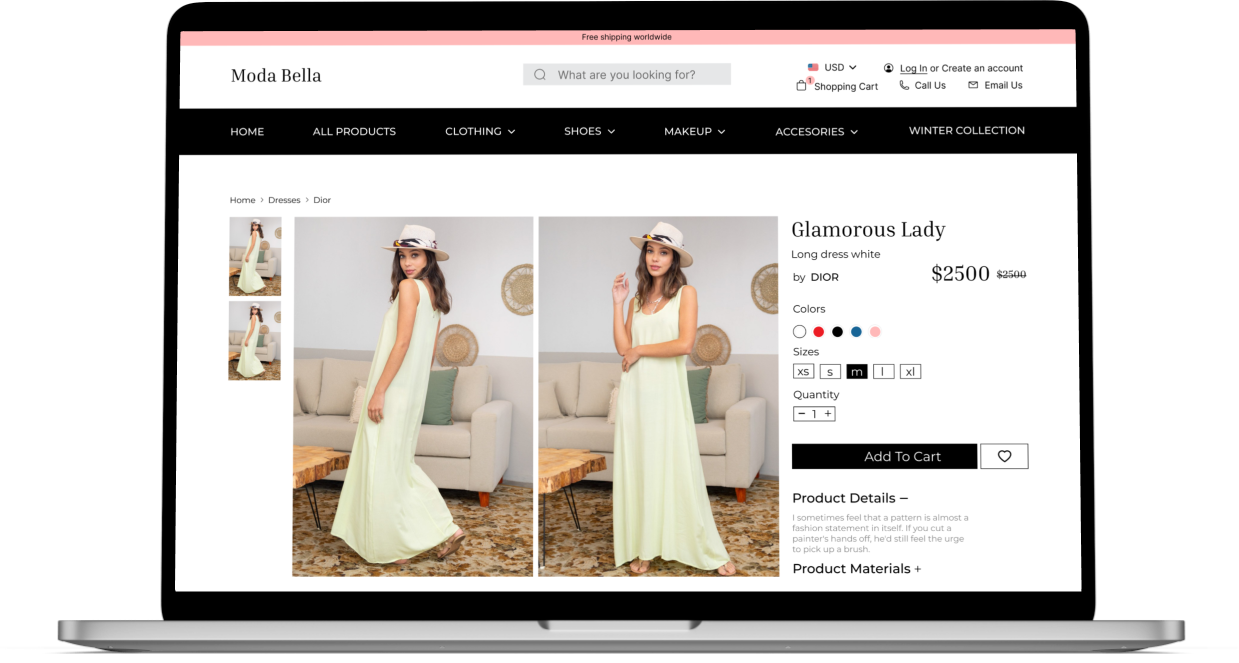 Free shipping worldwide
Moda Bella
What are you looking for?
USD
Log In or Create an account
1
Shopping Cart
Call Us
Email Us
HOME
ALL PRODUCTS
CLOTHING
SHOES
MAKEUP
ACCESORIES
WINTER COLLECTION
Home > Dresses > Dior
Glamorous Lady
Long dress white
by DIOR
$2500 $2500
Colors
Sizes
xs s m l xl
Quantity
− 1 +
Add To Cart
Product Details −
I sometimes feel that a pattern is almost a
fashion statement in itself. If you cut a
painter's hands off, he'd still feel the urge
to pick up a brush.
Product Materials +